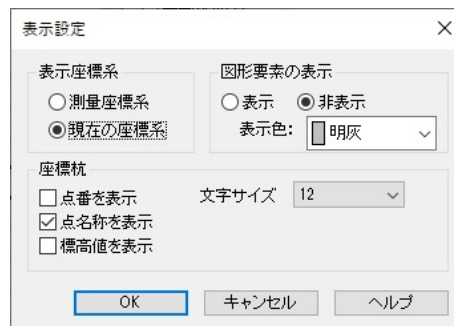 表示設定
表示座標系
測量座標系
現在の座標系
図形要素の表示
表示 非表示
表示色: 明灰
座標杭
点番を表示
点名称を表示
標高値を表示
文字サイズ 12
OK キャンセル ヘルプ